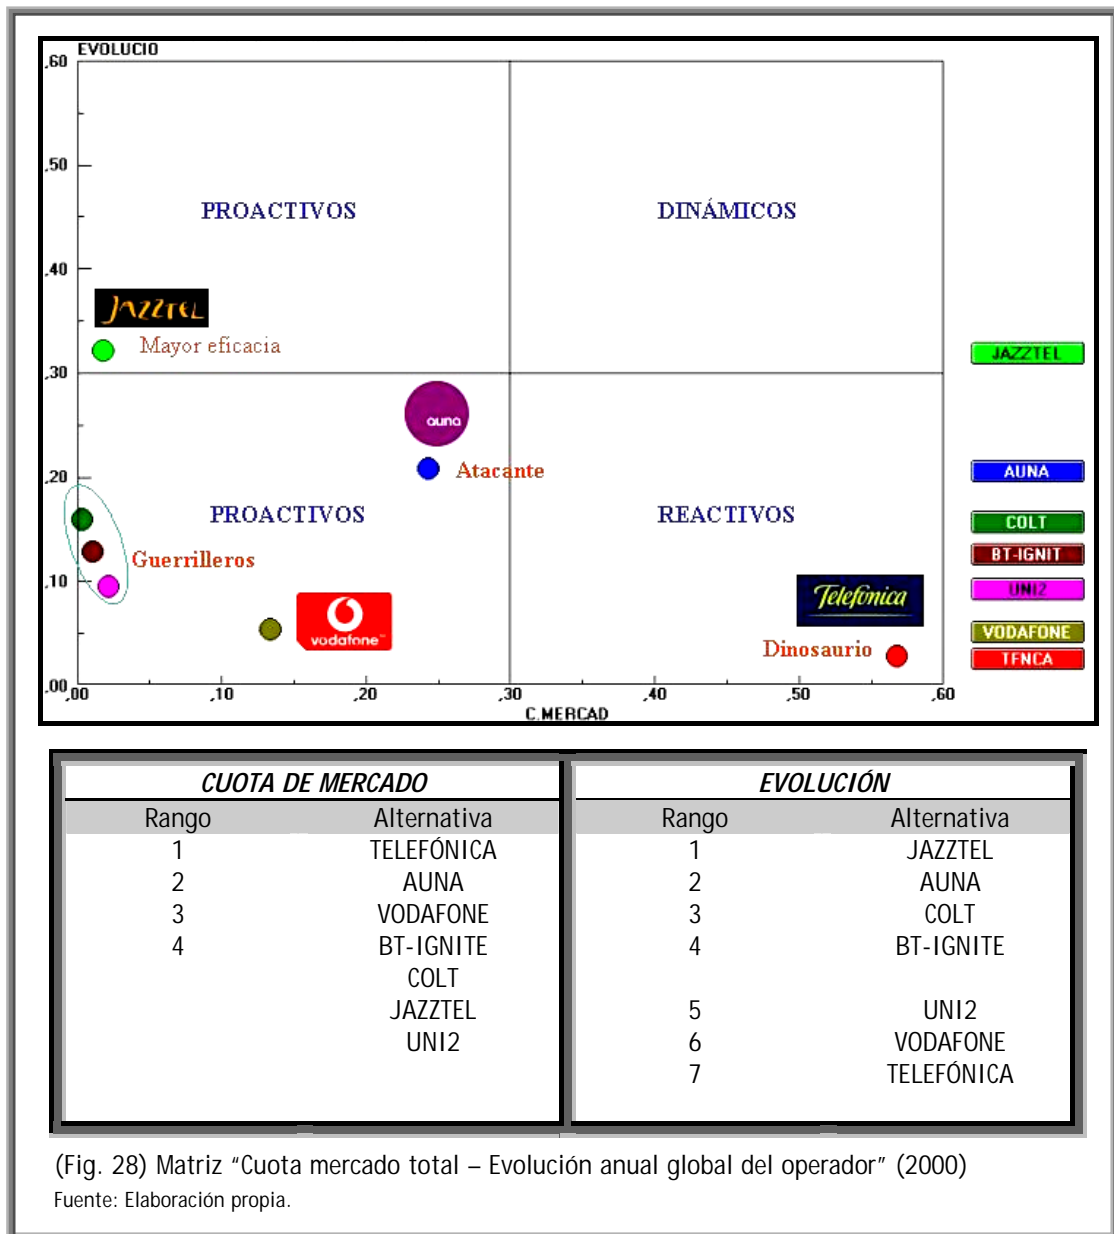 EVOLUCIO
,60
,50
PROACTIVOS DINÁMICOS
,40
JAZZTEL
Mayor eficacia JAZZTEL
,30
auna
,20 Atacante AUNA
PROACTIVOS REACTIVOS COLT
Guerrilleros BT-IGNIT
,10 Telefónica UNI2
vodafone™ VODAFONE
Dinosaurio TFNCA
,00
,00 ,10 ,20 ,30 ,40 ,50 ,60
C.MERCAD
CUOTA DE MERCADO EVOLUCIÓN
Rango Alternativa Rango Alternativa
1 TELEFÓNICA 1 JAZZTEL
2 AUNA 2 AUNA
3 VODAFONE 3 COLT
4 BT-IGNITE 4 BT-IGNITE
COLT
JAZZTEL 5 UNI2
UNI2 6 VODAFONE
7 TELEFÓNICA
(Fig. 28) Matriz “Cuota mercado total – Evolución anual global del operador” (2000)
Fuente: Elaboración propia.